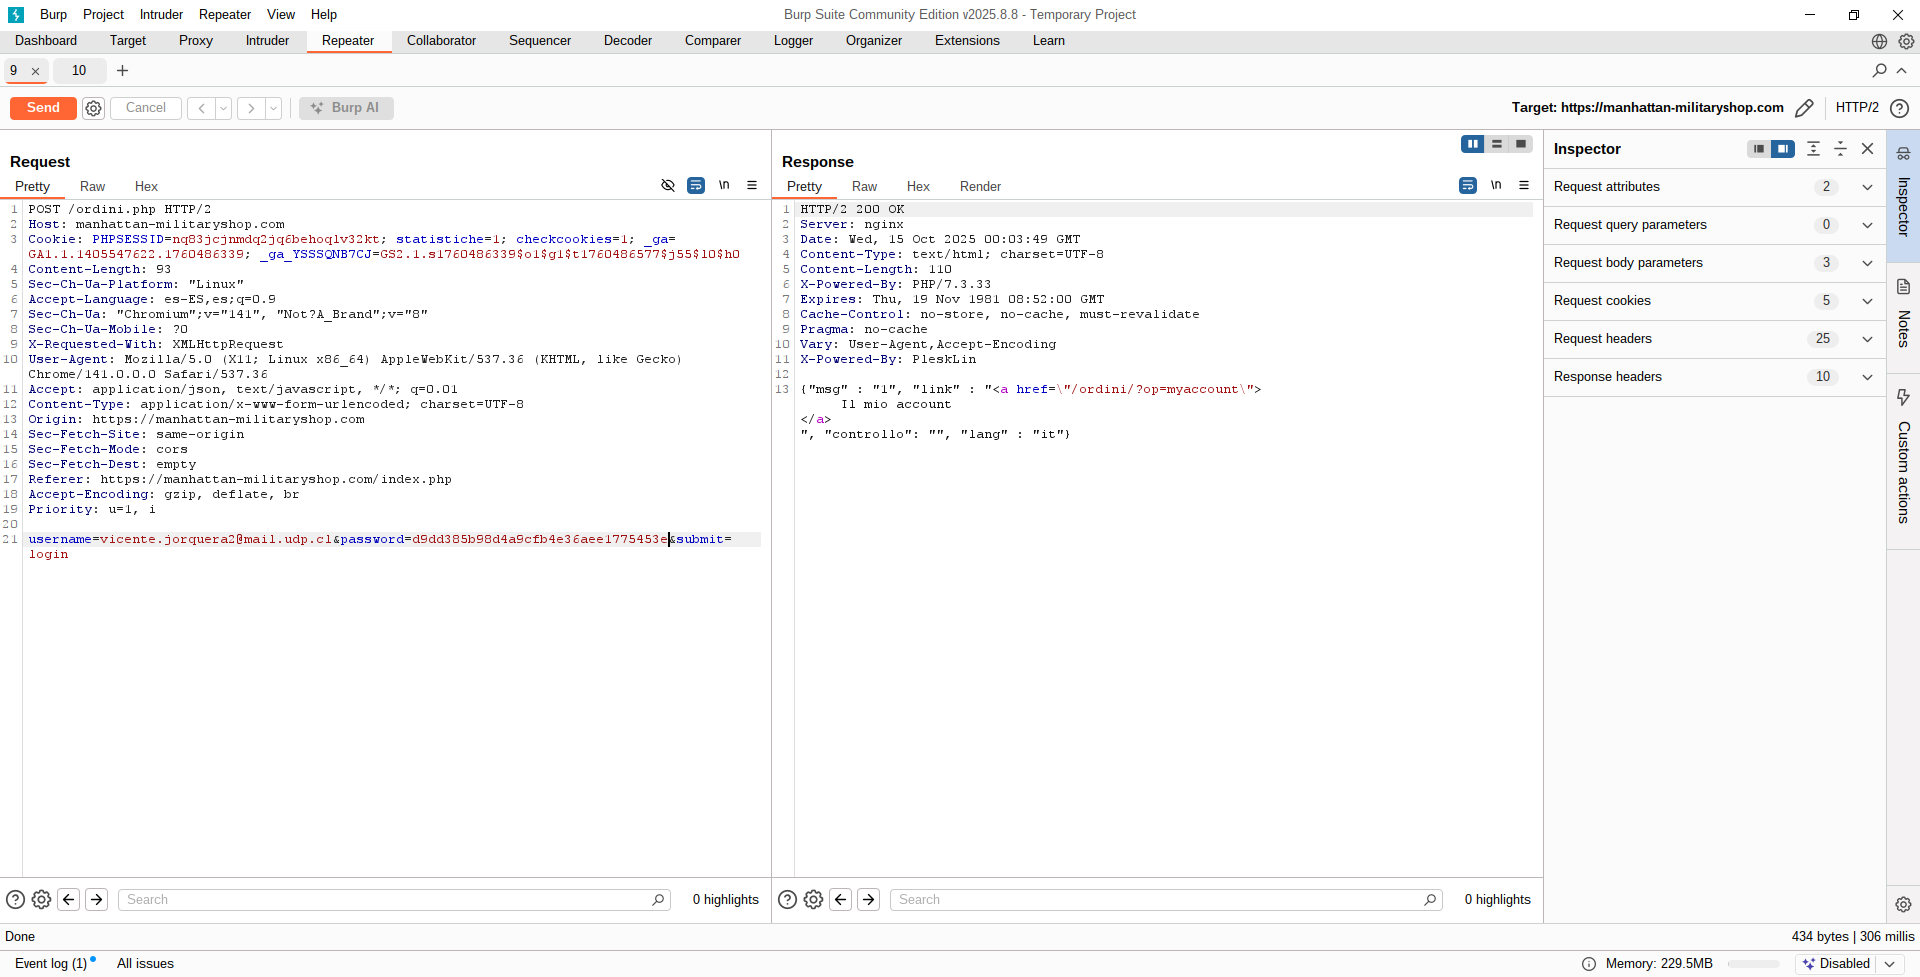 Burp Project Intruder Repeater View Help
Burp Suite Community Edition v2025.8.8 - Temporary Project
Dashboard Target Proxy Intruder Repeater Collaborator Sequencer Decoder Comparer Logger Organizer Extensions Learn
9 × 10 +
Send Cancel < > Burp AI
Target: https://manhattan-militaryshop.com HTTP/2
Request
Pretty Raw Hex \n
1 POST /ordini.php HTTP/2
2 Host: manhattan-militaryshop.com
3 Cookie: PHPSESSID=nq83jcjnmdq2jq6behoqlv32kt; statistiche=1; checkcookies=1; _ga=
GA1.1.1405547622.1760486339; _ga_YSSSQNB7CJ=GS2.1.s1760486339$o1$g1$t1760486577$j55$l0$h0
4 Content-Length: 93
5 Sec-Ch-Ua-Platform: "Linux"
6 Accept-Language: es-ES,es;q=0.9
7 Sec-Ch-Ua: "Chromium";v="141", "Not?A_Brand";v="8"
8 Sec-Ch-Ua-Mobile: ?0
9 X-Requested-With: XMLHttpRequest
10 User-Agent: Mozilla/5.0 (X11; Linux x86_64) AppleWebKit/537.36 (KHTML, like Gecko)
Chrome/141.0.0.0 Safari/537.36
11 Accept: application/json, text/javascript, */*; q=0.01
12 Content-Type: application/x-www-form-urlencoded; charset=UTF-8
13 Origin: https://manhattan-militaryshop.com
14 Sec-Fetch-Site: same-origin
15 Sec-Fetch-Mode: cors
16 Sec-Fetch-Dest: empty
17 Referer: https://manhattan-militaryshop.com/index.php
18 Accept-Encoding: gzip, deflate, br
19 Priority: u=1, i
20
21 username=vicente.jorquera2@mail.udp.cl&password=d9dd385b98d4a9cfb4e36aee1775453e&submit=
login
Search 0 highlights
Response
Pretty Raw Hex Render \n
1 HTTP/2 200 OK
2 Server: nginx
3 Date: Wed, 15 Oct 2025 00:03:49 GMT
4 Content-Type: text/html; charset=UTF-8
5 Content-Length: 110
6 X-Powered-By: PHP/7.3.33
7 Expires: Thu, 19 Nov 1981 08:52:00 GMT
8 Cache-Control: no-store, no-cache, must-revalidate
9 Pragma: no-cache
10 Vary: User-Agent,Accept-Encoding
11 X-Powered-By: PleskLin
12
13 {"msg" : "1", "link" : "<a href=\"/ordini/?op=myaccount\">
Il mio account
</a>
", "controllo": "", "lang" : "it"}
Search 0 highlights
Inspector
Request attributes 2
Request query parameters 0
Request body parameters 3
Request cookies 5
Request headers 25
Response headers 10
Inspector
Notes
Custom actions
Done
434 bytes | 306 millis
Event log (1) All issues
Memory: 229.5MB Disabled